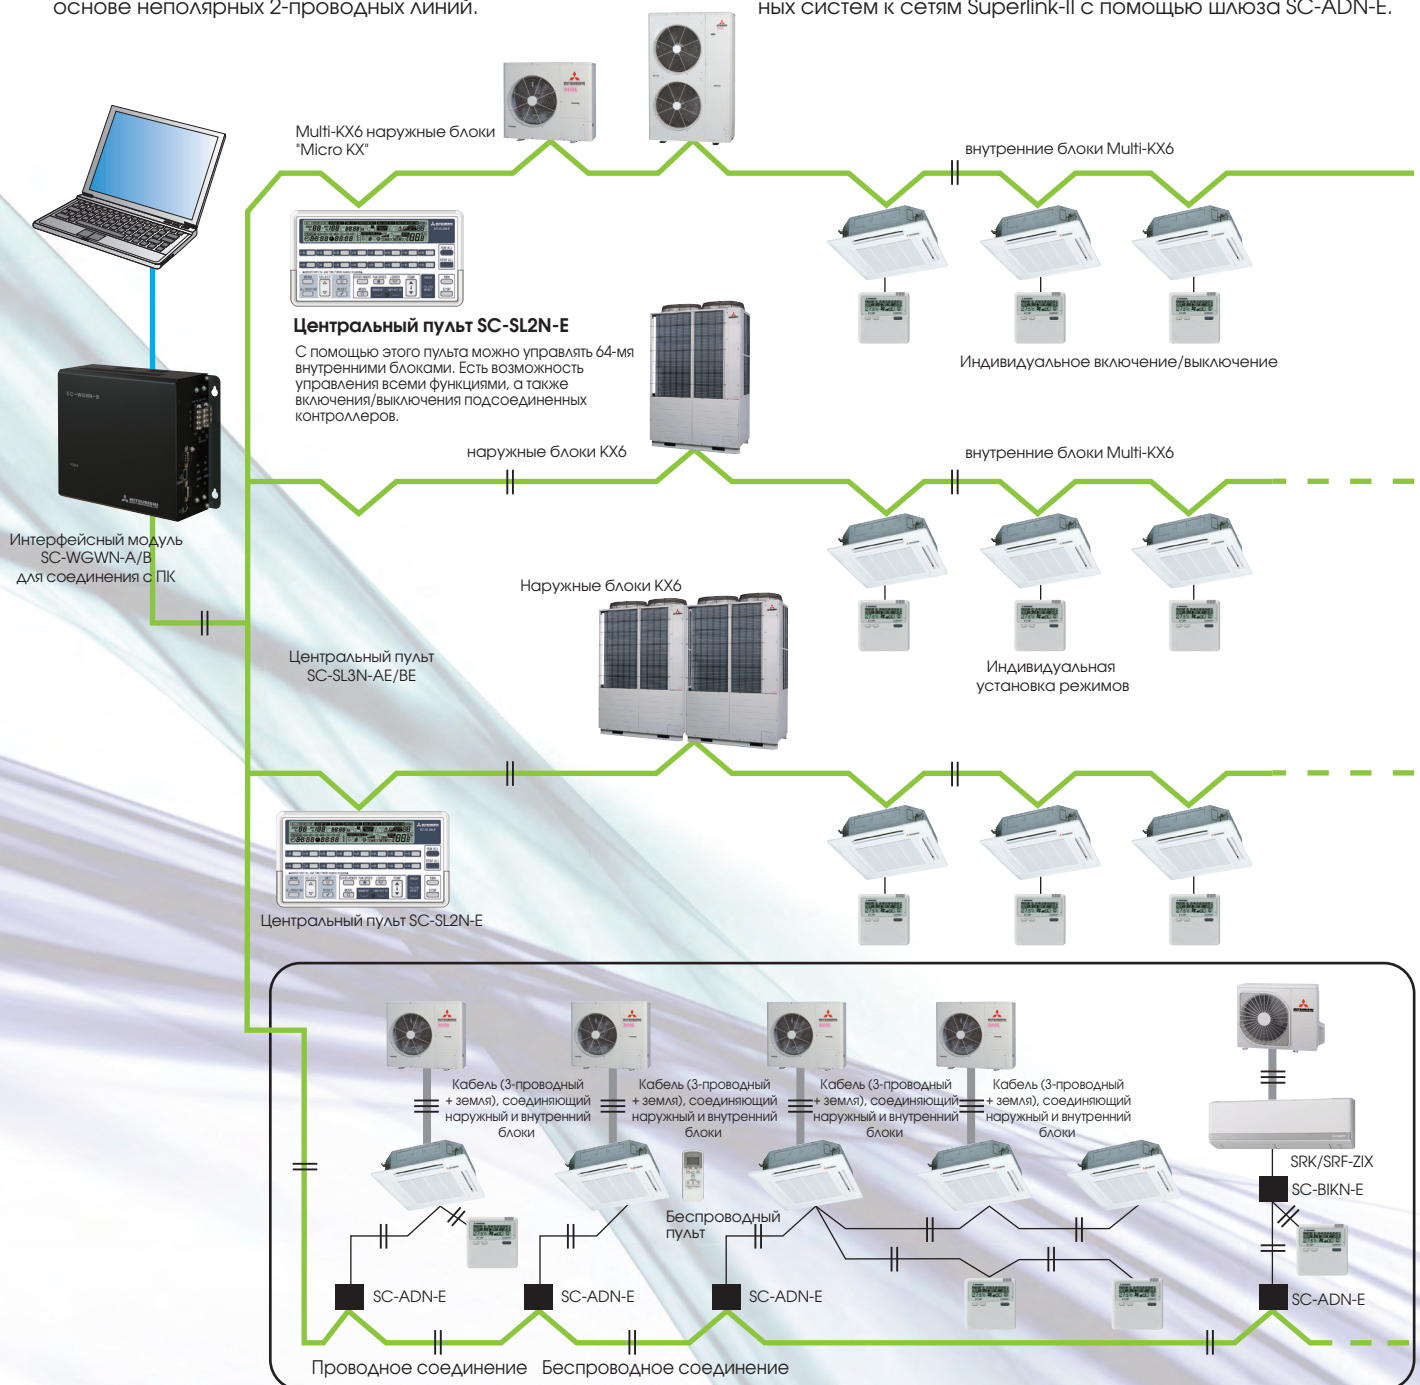 основе неполярных 2-проводных линий.
ных систем к сетям Superlink-II с помощью шлюза SC-ADN-E.
Multi-KX6 наружные блоки
"Micro KX"
внутренние блоки Multi-KX6
Центральный пульт SC-SL2N-E
С помощью этого пульта можно управлять 64-мя
внутренними блоками. Есть возможность
управления всеми функциями, а также
включения/выключения подсоединенных
контроллеров.
Индивидуальное включение/выключение
SC-WGWN-B
MITSUBISHI
наружные блоки KX6
внутренние блоки Multi-KX6
Интерфейсный модуль
SC-WGWN-A/B
для соединения с ПК
Наружные блоки KX6
Центральный пульт
SC-SL3N-AE/BE
Индивидуальная
установка режимов
Центральный пульт SC-SL2N-E
Кабель (3-проводный
+ земля), соединяющий
наружный и внутренний
блоки
Кабель (3-проводный
+ земля), соединяющий
наружный и внутренний
блоки
Кабель (3-проводный
+ земля), соединяющий
наружный и внутренний
блоки
Кабель (3-проводный
+ земля), соединяющий
наружный и внутренний
блоки
SRK/SRF-ZIX
SC-BIKN-E
Беспроводный
пульт
SC-ADN-E
SC-ADN-E
SC-ADN-E
SC-ADN-E
Проводное соединение
Беспроводное соединение